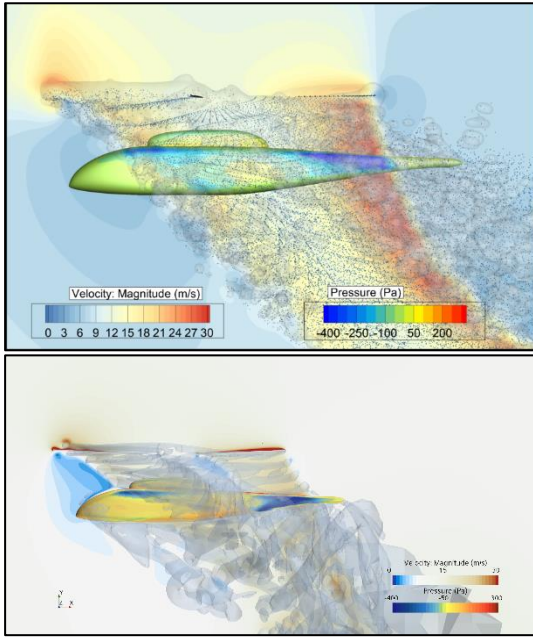 Velocity: Magnitude (m/s)
0 3 6 9 12 15 18 21 24 27 30
Pressure (Pa)
-400 -250 -100 50 200
Velocity: Magnitude (m/s)
0 15
Pressure (Pa)
-400 -50 300
Y
Z X